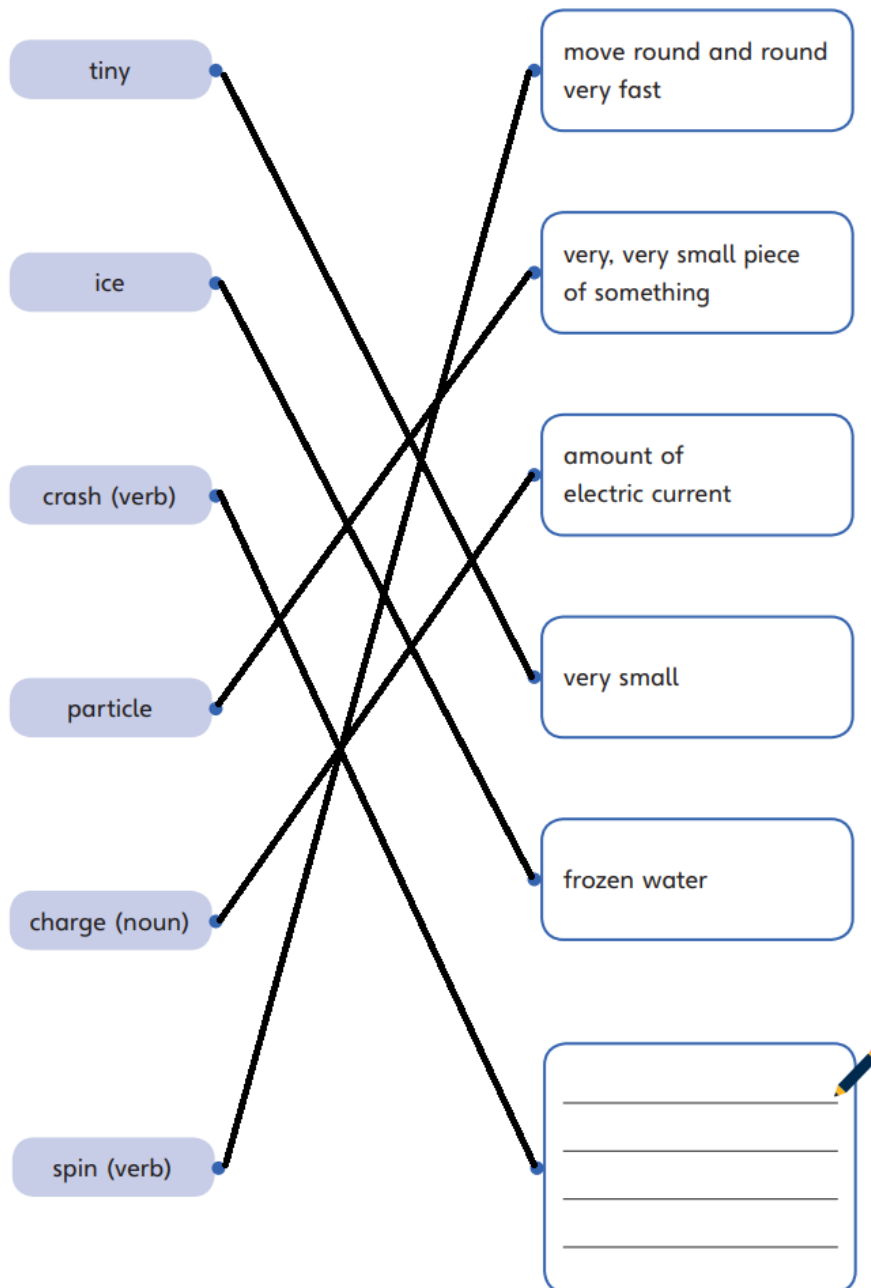 tiny
move round and round
very fast
ice
very, very small piece
of something
crash (verb)
amount of
electric current
particle
very small
charge (noun)
frozen water
spin (verb)